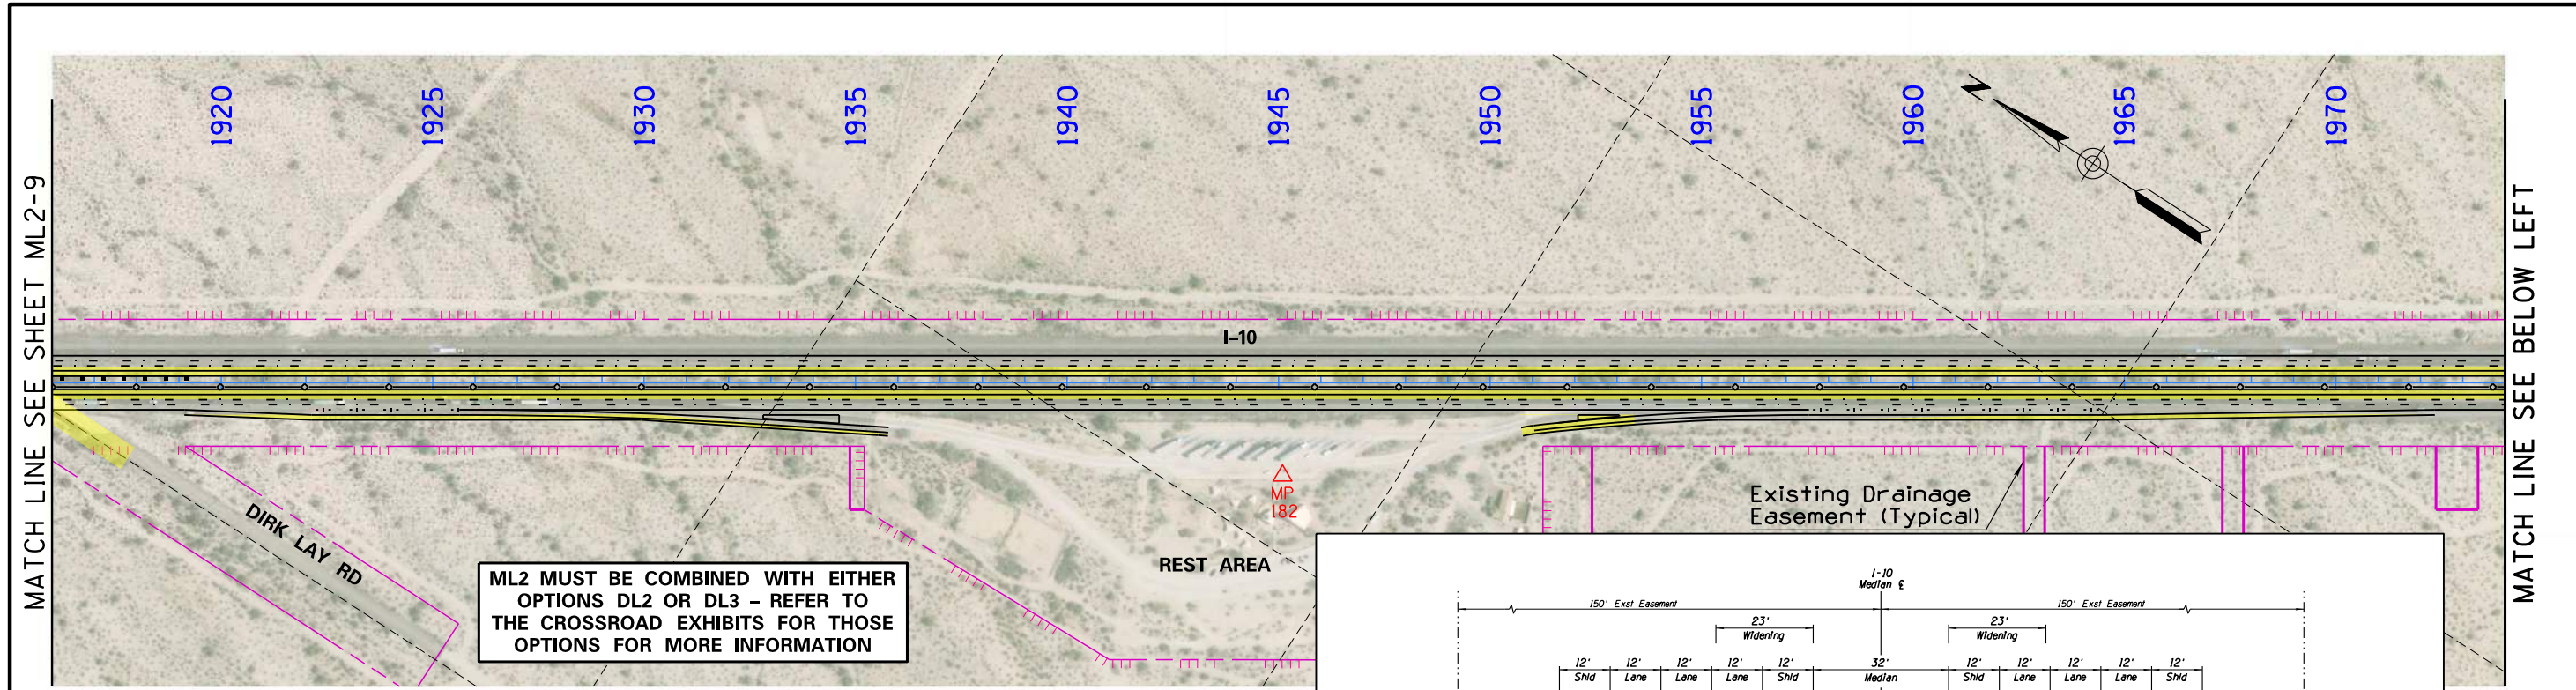 MATCH LINE SEE SHEET ML2-9
1920
1925
1930
1935
1940
1945
1950
1955
1960
1965
1970
N
MATCH LINE SEE BELOW LEFT
I-10
MP
182
Existing Drainage
Easement (Typical)
DIRK LAY RD
REST AREA
ML2 MUST BE COMBINED WITH EITHER
OPTIONS DL2 OR DL3 – REFER TO
THE CROSSROAD EXHIBITS FOR THOSE
OPTIONS FOR MORE INFORMATION
I-10
Median ℄
150' Exst Easement
150' Exst Easement
23'
Widening
23'
Widening
12' 12' 12' 12' 12' 32' 12' 12' 12' 12' 12'
Shld Lane Lane Lane Shld Median Shld Lane Lane Lane Shld